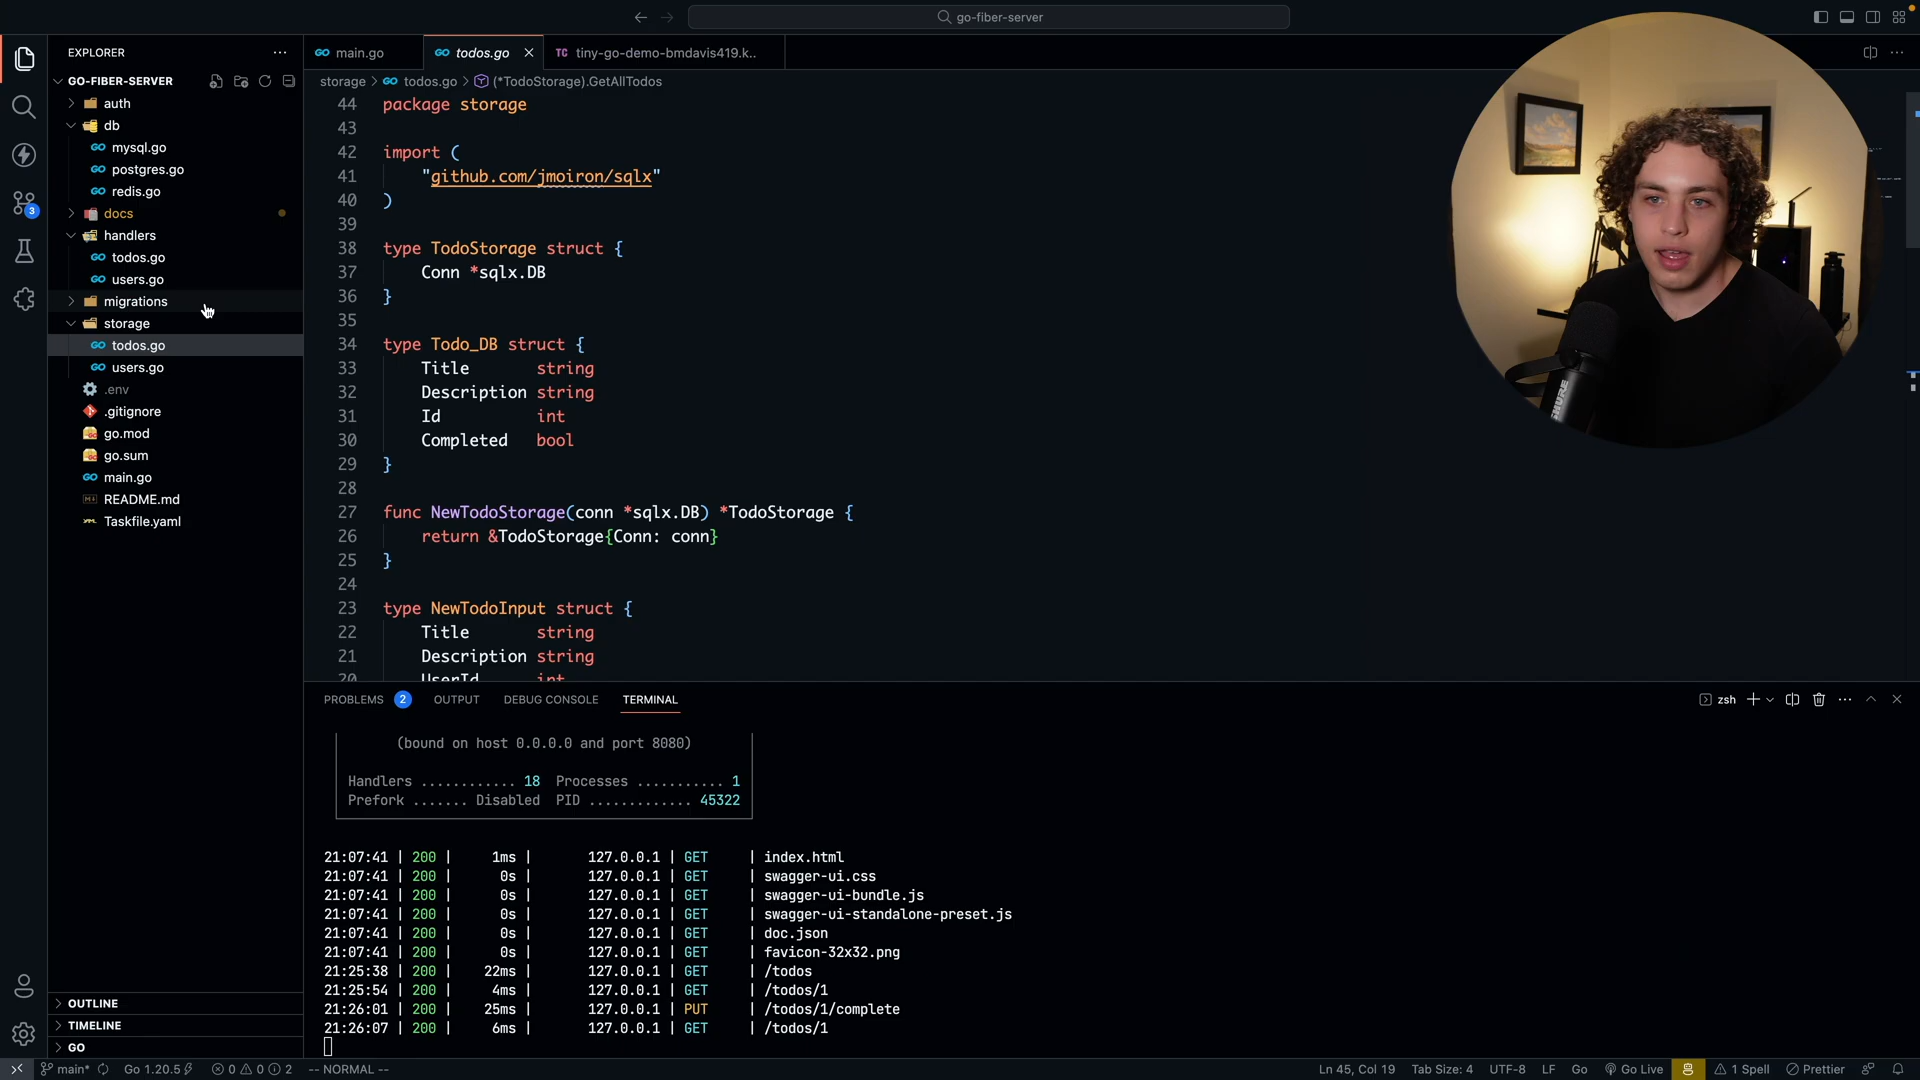 go-fiber-server
EXPLORER
GO-FIBER-SERVER
auth
db
mysql.go
postgres.go
redis.go
docs
handlers
todos.go
users.go
migrations
storage
todos.go
users.go
.env
.gitignore
go.mod
go.sum
main.go
README.md
Taskfile.yaml
OUTLINE
TIMELINE
GO
3
main.go
todos.go
TC tiny-go-demo-bmdavis419.k..
storage > todos.go > (*TodoStorage).GetAllTodos
44 package storage
43
42 import (
41 "github.com/jmoiron/sqlx"
40 )
39
38 type TodoStorage struct {
37 Conn *sqlx.DB
36 }
35
34 type Todo_DB struct {
33 Title string
32 Description string
31 Id int
30 Completed bool
29 }
28
27 func NewTodoStorage(conn *sqlx.DB) *TodoStorage {
26 return &TodoStorage{Conn: conn}
25 }
24
23 type NewTodoInput struct {
22 Title string
21 Description string
20 UserId int
SHURE
PROBLEMS 2 OUTPUT DEBUG CONSOLE TERMINAL
zsh
(bound on host 0.0.0.0 and port 8080)
Handlers ............ 18 Processes ........... 1
Prefork ....... Disabled PID ............. 45322
21:07:41 | 200 | 1ms | 127.0.0.1 | GET | index.html
21:07:41 | 200 | 0s | 127.0.0.1 | GET | swagger-ui.css
21:07:41 | 200 | 0s | 127.0.0.1 | GET | swagger-ui-bundle.js
21:07:41 | 200 | 0s | 127.0.0.1 | GET | swagger-ui-standalone-preset.js
21:07:41 | 200 | 0s | 127.0.0.1 | GET | doc.json
21:07:41 | 200 | 0s | 127.0.0.1 | GET | favicon-32x32.png
21:25:38 | 200 | 22ms | 127.0.0.1 | GET | /todos
21:25:54 | 200 | 4ms | 127.0.0.1 | GET | /todos/1
21:26:01 | 200 | 25ms | 127.0.0.1 | PUT | /todos/1/complete
21:26:07 | 200 | 6ms | 127.0.0.1 | GET | /todos/1
main* Go 1.20.5 0 0 2 -- NORMAL -- Ln 45, Col 19 Tab Size: 4 UTF-8 LF Go Go Live 1 Spell Prettier